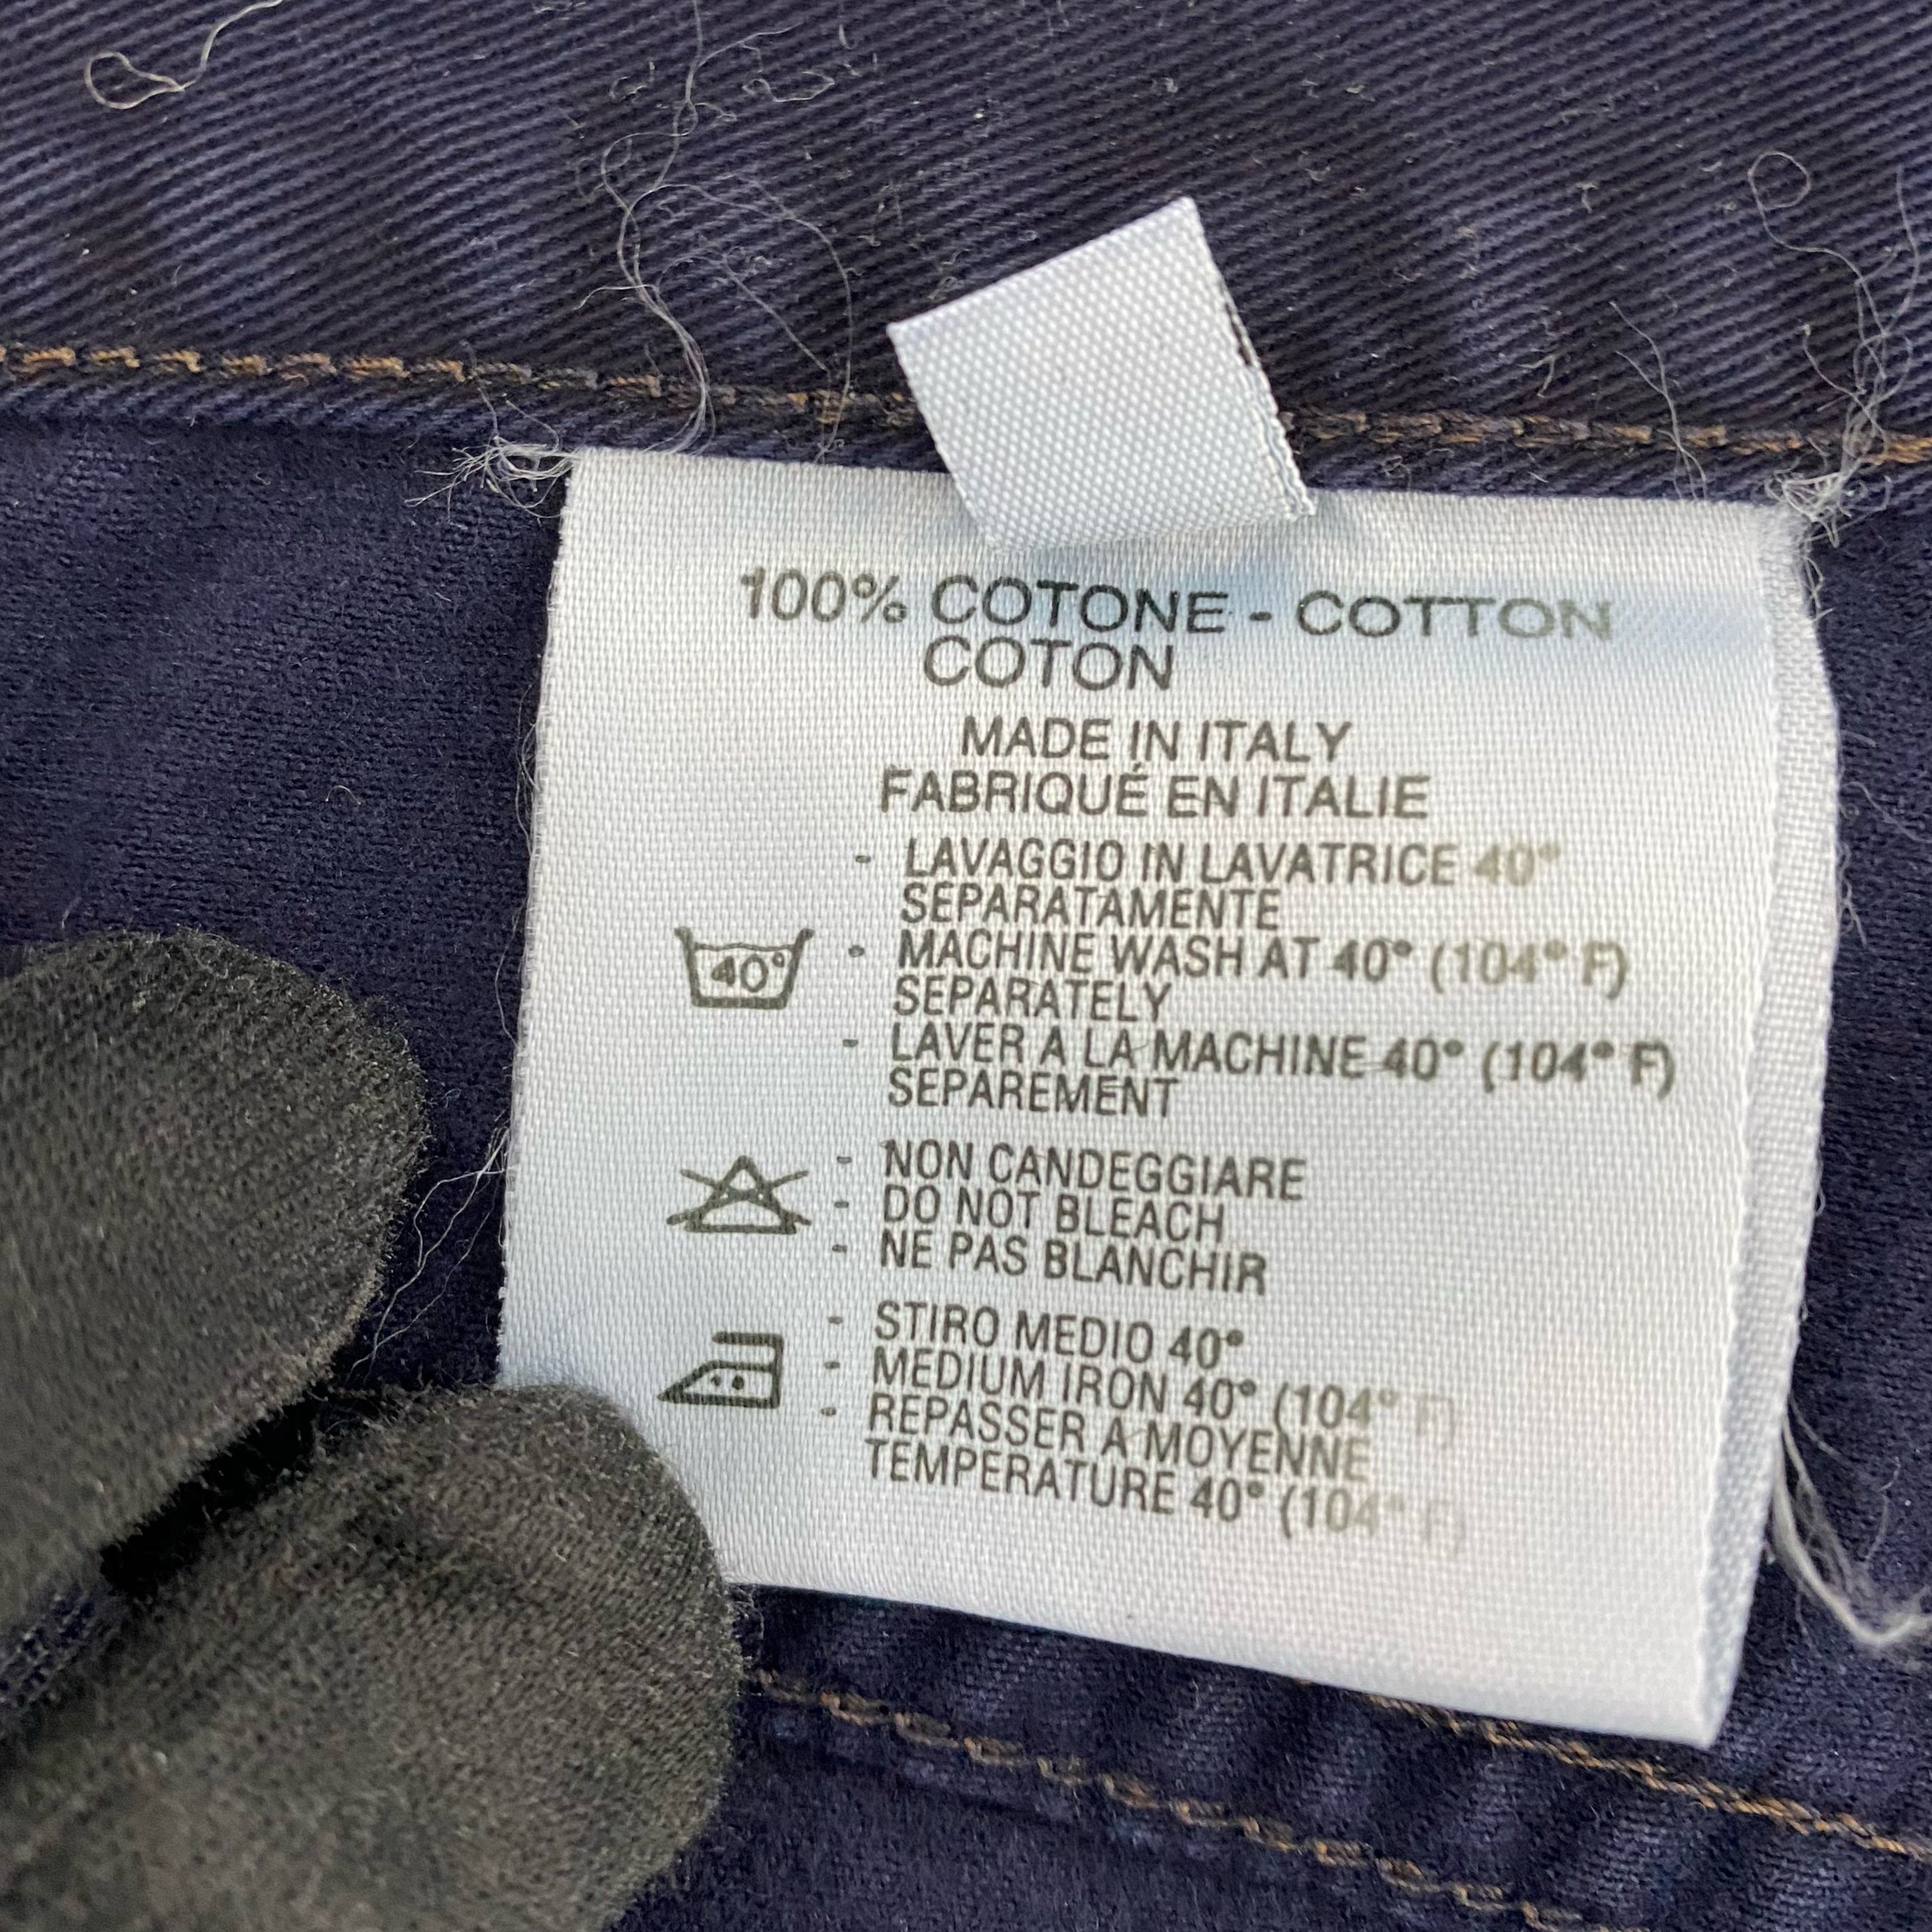 100% COTONE - COTTON
COTON
MADE IN ITALY
FABRIQUÉ EN ITALIE
- LAVAGGIO IN LAVATRICE 40°
SEPARATAMENTE
40°
- MACHINE WASH AT 40° (104° F)
SEPARATELY
- LAVER A LA MACHINE 40° (104° F)
SEPAREMENT
- NON CANDEGGIARE
- DO NOT BLEACH
- NE PAS BLANCHIR
- STIRO MEDIO 40°
- MEDIUM IRON 40° (104° F)
- REPASSER A MOYENNE
TEMPERATURE 40° (104° F)